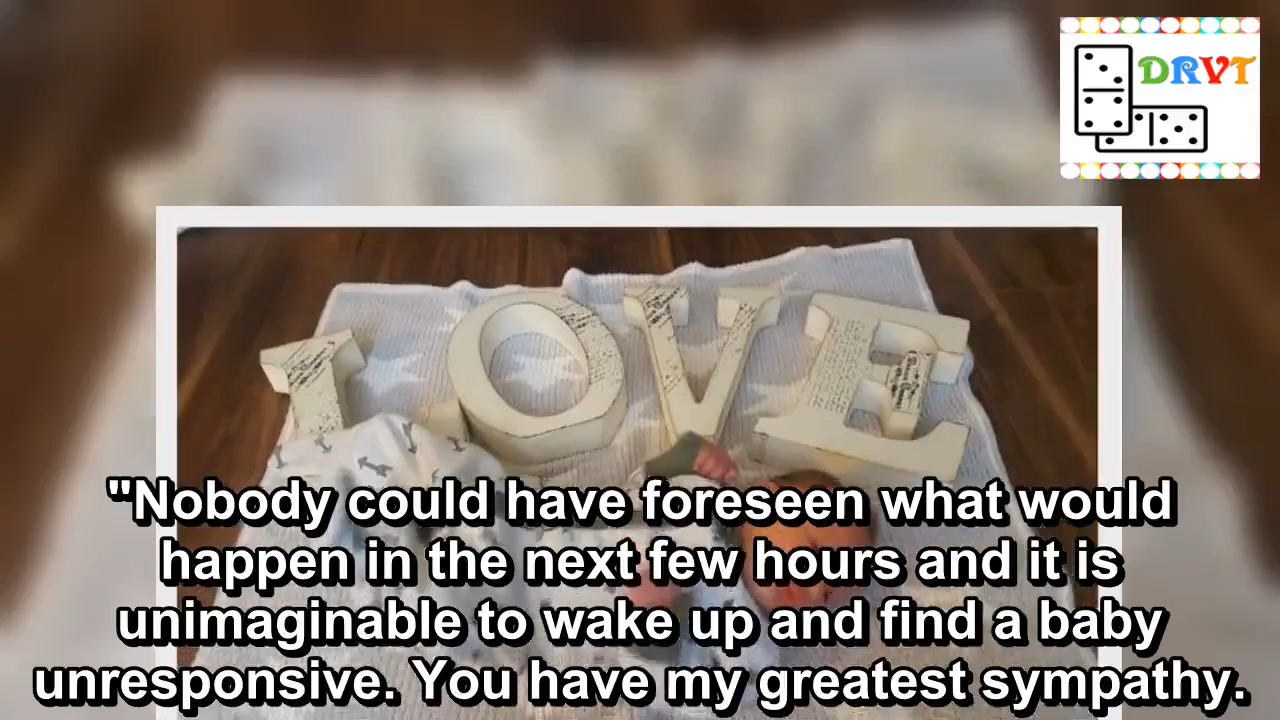 DRVT
LOVE
"Nobody could have foreseen what would
happen in the next few hours and it is
unimaginable to wake up and find a baby
unresponsive. You have my greatest sympathy.